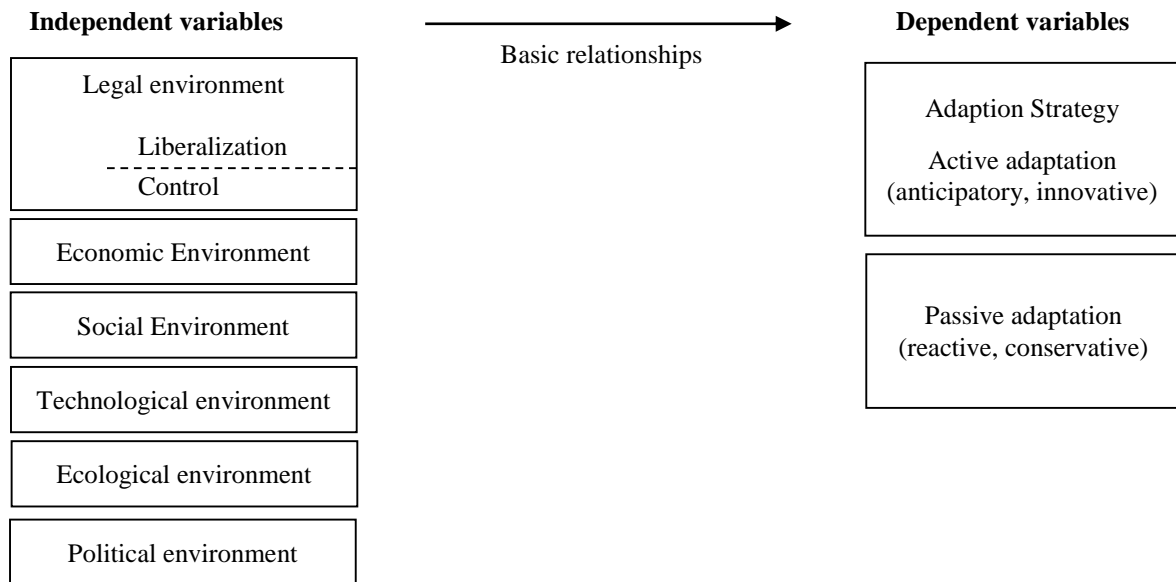 Independent variables
Basic relationships
Dependent variables
Legal environment
Liberalization
Control
Economic Environment
Social Environment
Technological environment
Ecological environment
Political environment
Adaption Strategy
Active adaptation
(anticipatory, innovative)
Passive adaptation
(reactive, conservative)